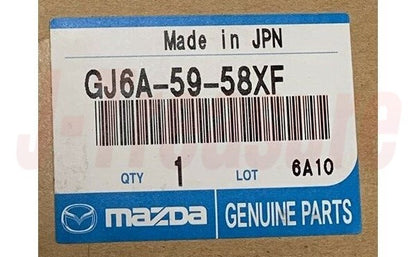 Made in JPN
GJ6A-59-58XF
QTY 1 LOT 6A10
mazda GENUINE PARTS